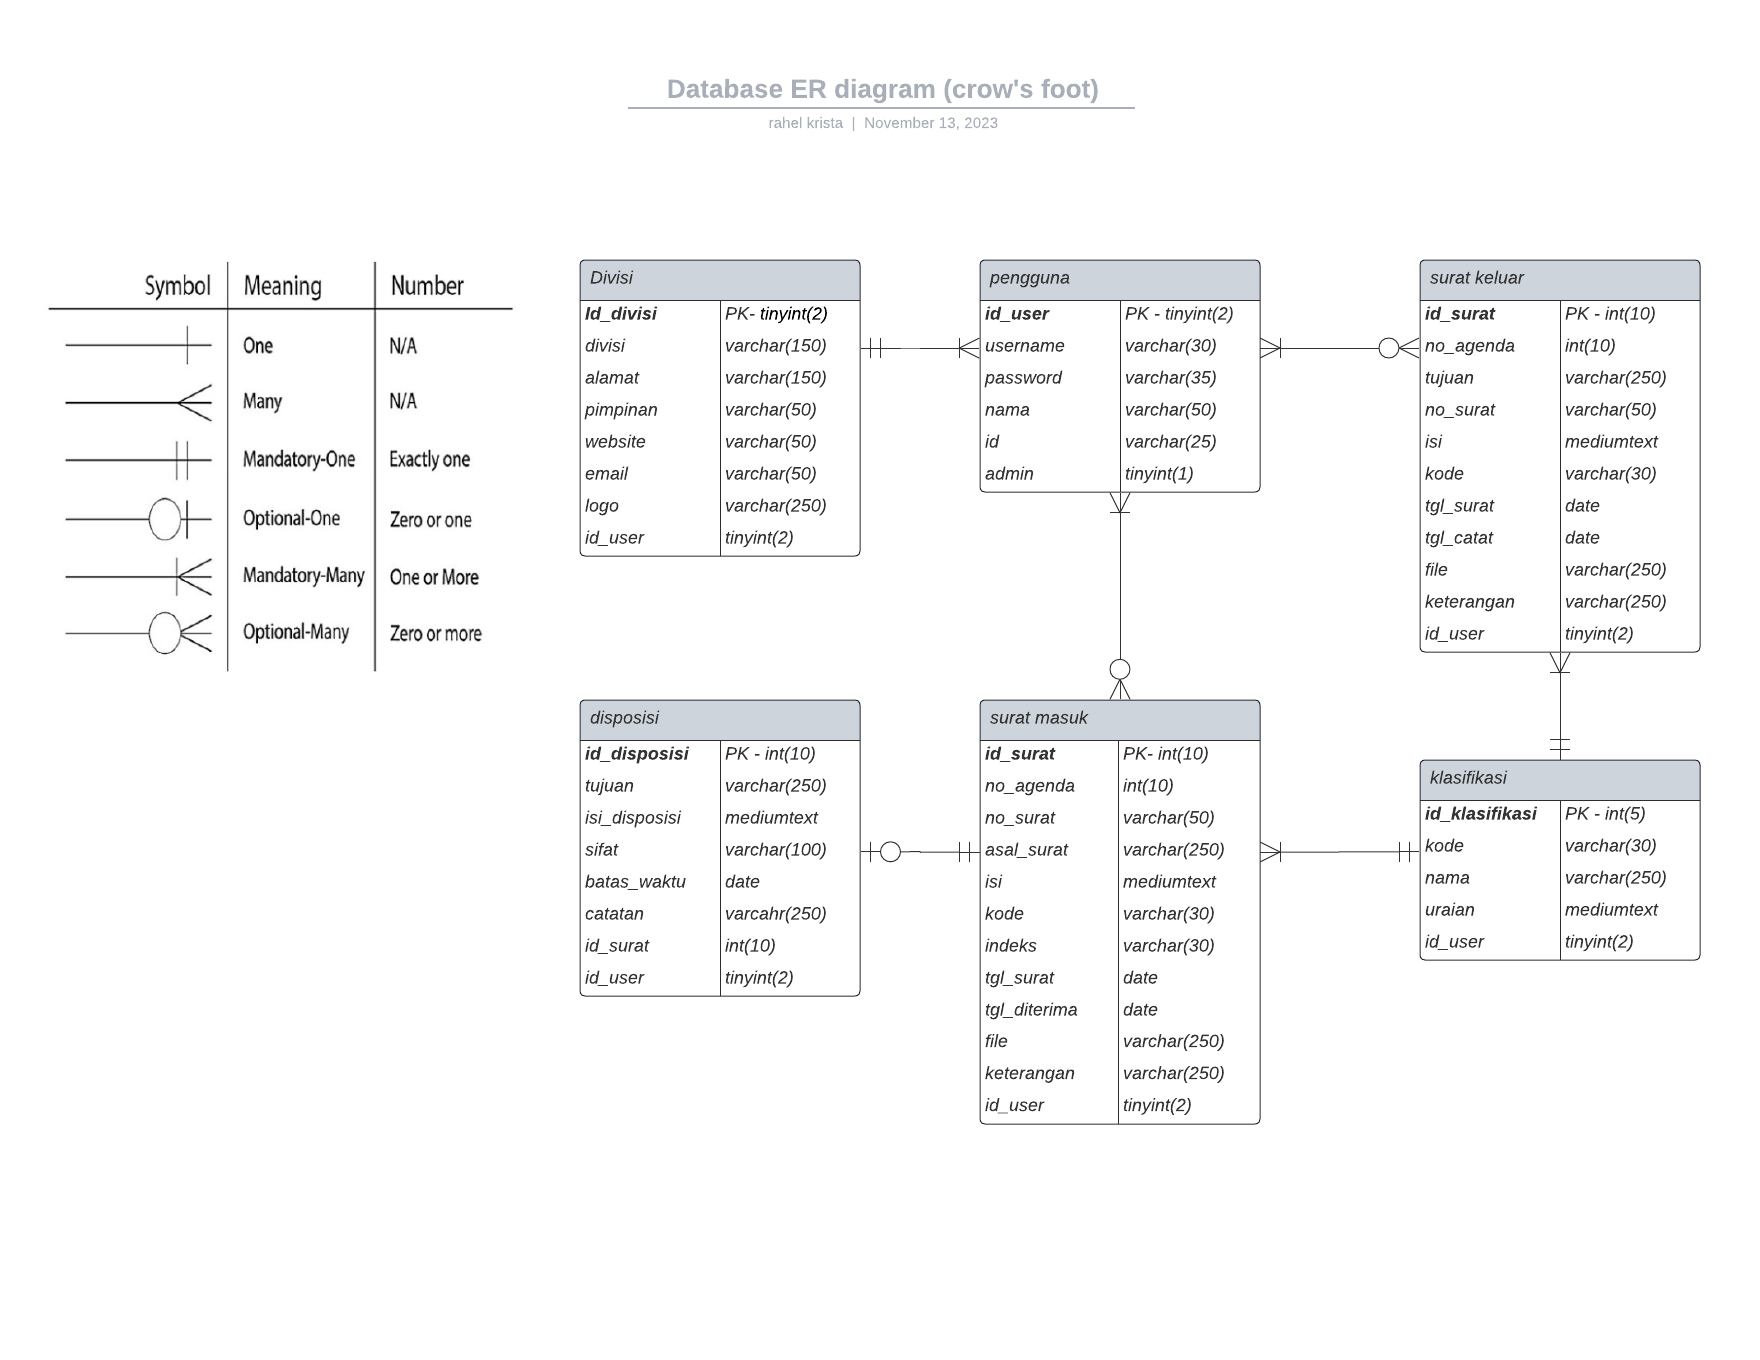 Database ER diagram (crow's foot)
rahel krista | November 13, 2023
Symbol Meaning Number
One N/A
Many N/A
Mandatory-One Exactly one
Optional-One Zero or one
Mandatory-Many One or More
Optional-Many Zero or more
Divisi
Id_divisi PK- tinyint(2)
divisi varchar(150)
alamat varchar(150)
pimpinan varchar(50)
website varchar(50)
email varchar(50)
logo varchar(250)
id_user tinyint(2)
pengguna
id_user PK - tinyint(2)
username varchar(30)
password varchar(35)
nama varchar(50)
id varchar(25)
admin tinyint(1)
surat keluar
id_surat PK - int(10)
no_agenda int(10)
tujuan varchar(250)
no_surat varchar(50)
isi mediumtext
kode varchar(30)
tgl_surat date
tgl_catat date
file varchar(250)
keterangan varchar(250)
id_user tinyint(2)
disposisi
id_disposisi PK - int(10)
tujuan varchar(250)
isi_disposisi mediumtext
sifat varchar(100)
batas_waktu date
catatan varcahr(250)
id_surat int(10)
id_user tinyint(2)
surat masuk
id_surat PK- int(10)
no_agenda int(10)
no_surat varchar(50)
asal_surat varchar(250)
isi mediumtext
kode varchar(30)
indeks varchar(30)
tgl_surat date
tgl_diterima date
file varchar(250)
keterangan varchar(250)
id_user tinyint(2)
klasifikasi
id_klasifikasi PK - int(5)
kode varchar(30)
nama varchar(250)
uraian mediumtext
id_user tinyint(2)